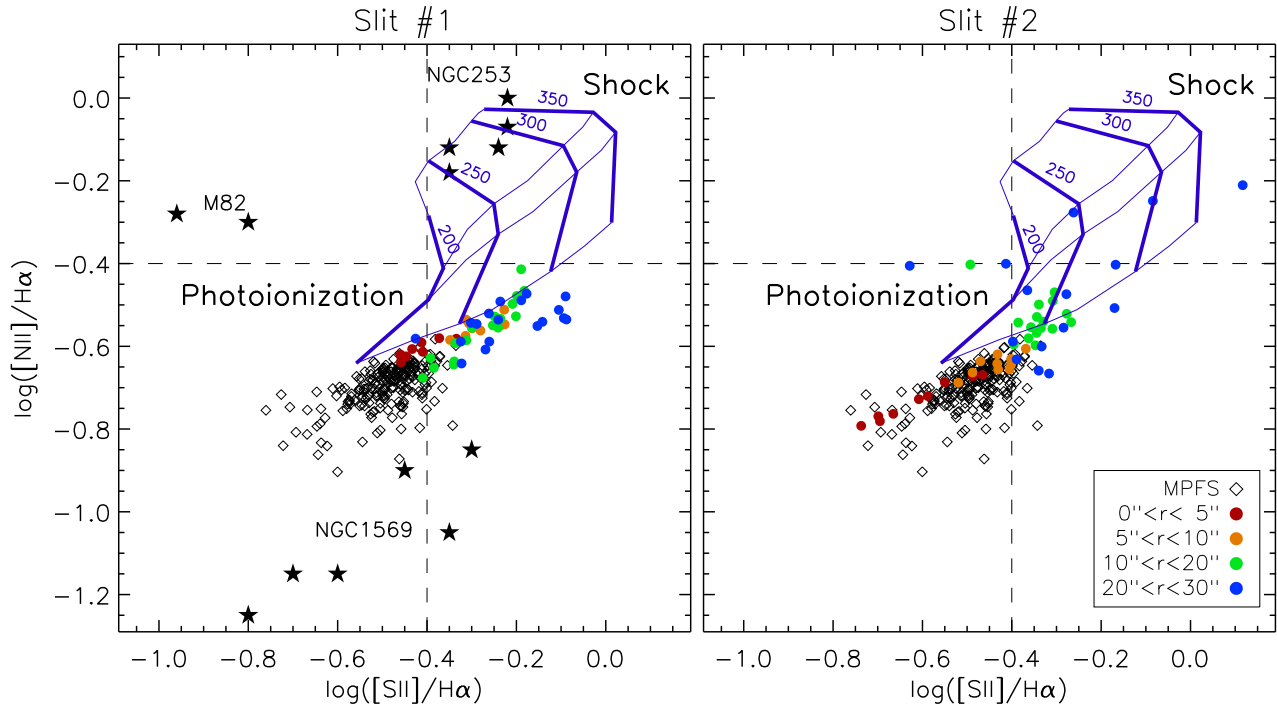 Slit #1
Slit #2
log([NII]/Hα)
0.0
−0.2
−0.4
−0.6
−0.8
−1.0
−1.2
NGC253
Shock
350
300
250
200
M82
Photoionization
NGC1569
−1.0
−0.8
−0.6
−0.4
−0.2
0.0
log([SII]/Hα)
Shock
350
300
250
200
Photoionization
MPFS
0"<r< 5"
5"<r<10"
10"<r<20"
20"<r<30"
−1.0
−0.8
−0.6
−0.4
−0.2
0.0
log([SII]/Hα)